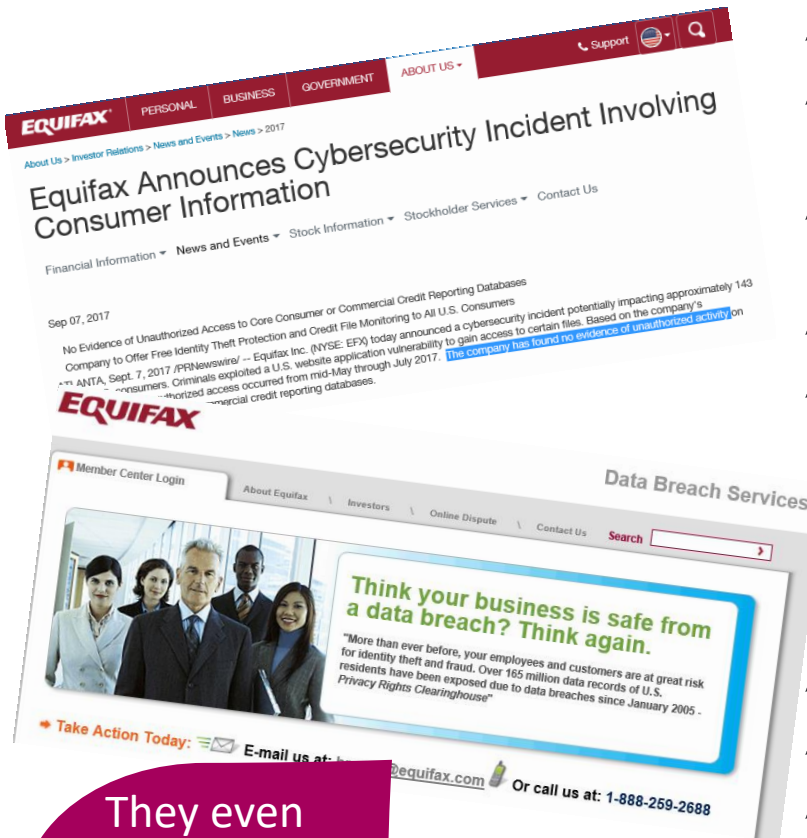 EQUIFAX PERSONAL BUSINESS GOVERNMENT ABOUT US Support
About Us > Investor Relations > News and Events > News > 2017
Equifax Announces Cybersecurity Incident Involving
Consumer Information
Financial Information News and Events Stock Information Stockholder Services Contact Us
Sep 07, 2017
No Evidence of Unauthorized Access to Core Consumer or Commercial Credit Reporting Databases
Company to Offer Free Identity Theft Protection and Credit File Monitoring to All U.S. Consumers
ATLANTA, Sept. 7, 2017 /PRNewswire/ -- Equifax Inc. (NYSE: EFX) today announced a cybersecurity incident potentially impacting approximately 143
consumers. Criminals exploited a U.S. website application vulnerability to gain access to certain files. Based on the company's
access occurred from mid-May through July 2017. The company has found no evidence of unauthorized activity on
credit reporting databases.
EQUIFAX
Data Breach Services
Member Center Login About Equifax \ Investors \ Online Dispute \ Contact Us Search
Think your business is safe from
a data breach? Think again.
"More than ever before, your employees and customers are at great risk
for identity theft and fraud. Over 165 million data records of U.S.
residents have been exposed due to data breaches since January 2005 -
Privacy Rights Clearinghouse"
Take Action Today: E-mail us at: @equifax.com Or call us at: 1-888-259-2688
They even